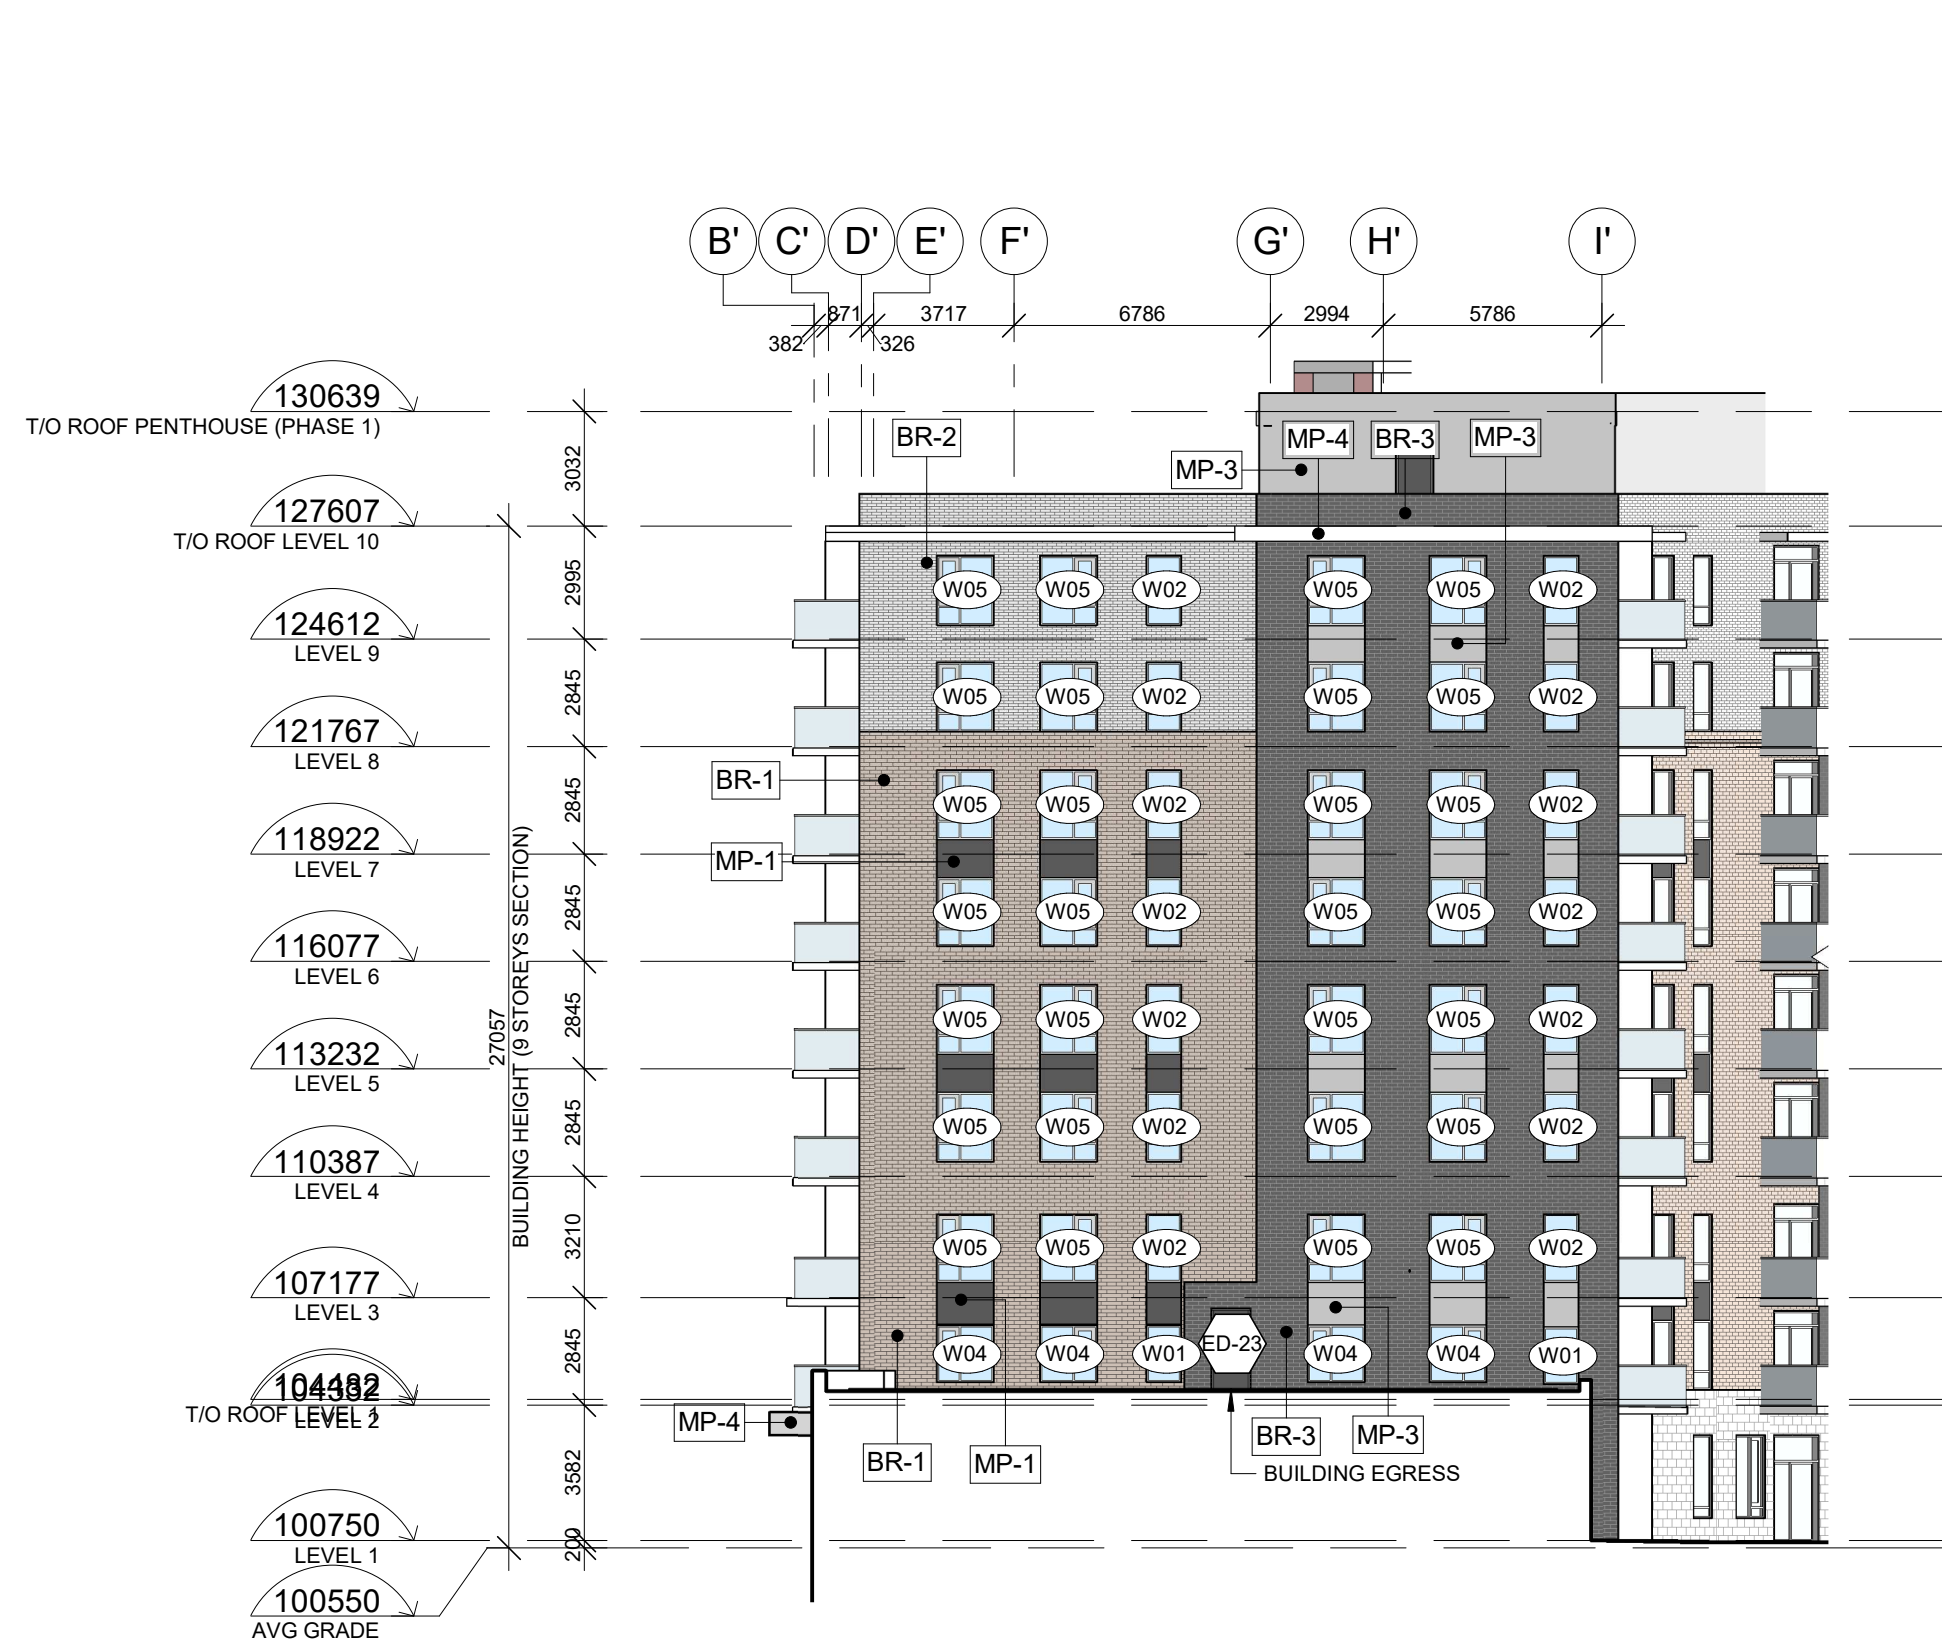 B' C' D' E' F' G' H' I'
871 3717 6786 2994 5786
382 326
130639
T/O ROOF PENTHOUSE (PHASE 1)
3032
BR-2 MP-4 BR-3 MP-3
MP-3
127607
T/O ROOF LEVEL 10
2995
W05 W05 W02 W05 W05 W02
124612
LEVEL 9
2845
W05 W05 W02 W05 W05 W02
121767
LEVEL 8
BR-1
2845
W05 W05 W02 W05 W05 W02
118922
LEVEL 7
MP-1
2845
W05 W05 W02 W05 W05 W02
116077
LEVEL 6
2845
W05 W05 W02 W05 W05 W02
27057
BUILDING HEIGHT (9 STOREYS SECTION)
113232
LEVEL 5
2845
W05 W05 W02 W05 W05 W02
110387
LEVEL 4
3210
W05 W05 W02 W05 W05 W02
107177
LEVEL 3
2845
W04 W04 W01 ED-23 W04 W04 W01
T/O ROOF LEVEL 1
LEVEL 2
MP-4
BR-1 MP-1 BR-3 MP-3
BUILDING EGRESS
3582
100750
LEVEL 1
200
100550
AVG GRADE